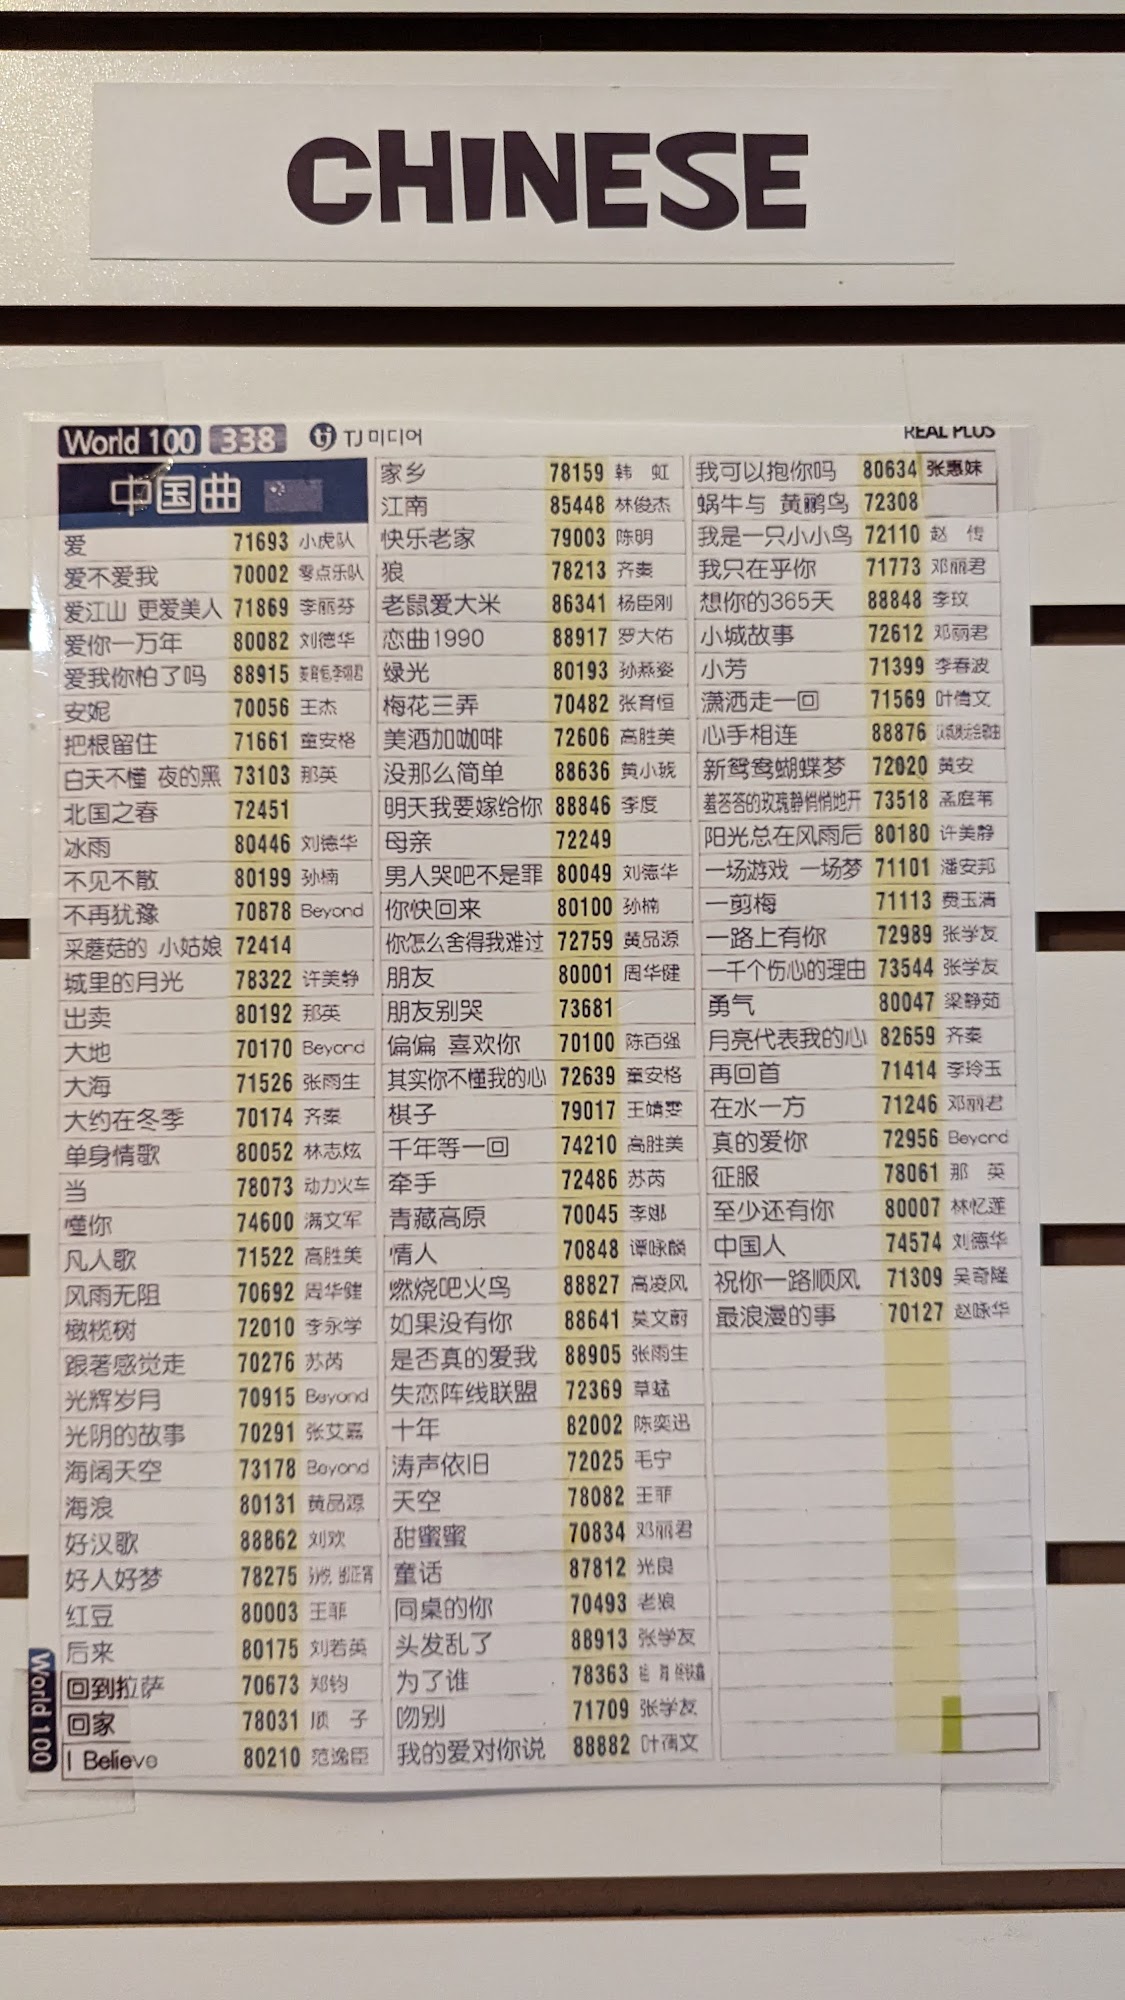 CHINESE
World 100 338 tj TJ미디어 REAL PLUS
中国曲
爱 71693 小虎队
爱不爱我 70002 零点乐队
爱江山 更爱美人 71869 李丽芬
爱你一万年 80082 刘德华
爱我你怕了吗 88915
安妮 70056 王杰
把根留住 71661 童安格
白天不懂 夜的黑 73103 那英
北国之春 72451
冰雨 80446 刘德华
不见不散 80199 孙楠
不再犹豫 70878 Beyond
采蘑菇的 小姑娘 72414
城里的月光 78322 许美静
出卖 80192 那英
大地 70170 Beyond
大海 71526 张雨生
大约在冬季 70174 齐秦
单身情歌 80052 林志炫
当 78073 动力火车
懂你 74600 满文军
凡人歌 71522 高胜美
风雨无阻 70692 周华健
橄榄树 72010 李永学
跟著感觉走 70276 苏芮
光辉岁月 70915 Beyond
光阴的故事 70291 张艾嘉
海阔天空 73178 Beyond
海浪 80131 黄品源
好汉歌 88862 刘欢
好人好梦 78275
红豆 80003 王菲
后来 80175 刘若英
回到拉萨 70673 郑钧
回家 78031 顺 子
I Believe 80210 范逸臣
家乡 78159 韩 虹
江南 85448 林俊杰
快乐老家 79003 陈明
狼 78213 齐秦
老鼠爱大米 86341 杨臣刚
恋曲1990 88917 罗大佑
绿光 80193 孙燕姿
梅花三弄 70482 张育恒
美酒加咖啡 72606 高胜美
没那么简单 88636 黄小琥
明天我要嫁给你 88846 李度
母亲 72249
男人哭吧不是罪 80049 刘德华
你快回来 80100 孙楠
你怎么舍得我难过 72759 黄品源
朋友 80001 周华健
朋友别哭 73681
偏偏 喜欢你 70100 陈百强
其实你不懂我的心 72639 童安格
棋子 79017 王靖雯
千年等一回 74210 高胜美
牵手 72486 苏芮
青藏高原 70045 李娜
情人 70848 谭咏麟
燃烧吧火鸟 88827 高凌风
如果没有你 88641 莫文蔚
是否真的爱我 88905 张雨生
失恋阵线联盟 72369 草蜢
十年 82002 陈奕迅
涛声依旧 72025 毛宁
天空 78082 王菲
甜蜜蜜 70834 邓丽君
童话 87812 光良
同桌的你 70493 老狼
头发乱了 88913 张学友
为了谁 78363
吻别 71709 张学友
我的爱对你说 88882 叶蒨文
我可以抱你吗 80634 张惠妹
蜗牛与 黄鹂鸟 72308
我是一只小小鸟 72110 赵 传
我只在乎你 71773 邓丽君
想你的365天 88848 李玟
小城故事 72612 邓丽君
小芳 71399 李春波
潇洒走一回 71569 叶倩文
心手相连 88876
新鸳鸯蝴蝶梦 72020 黄安
羞答答的玫瑰静悄悄地开 73518 孟庭苇
阳光总在风雨后 80180 许美静
一场游戏 一场梦 71101 潘安邦
一剪梅 71113 费玉清
一路上有你 72989 张学友
一千个伤心的理由 73544 张学友
勇气 80047 梁静茹
月亮代表我的心 82659 齐秦
再回首 71414 李玲玉
在水一方 71246 邓丽君
真的爱你 72956 Beyond
征服 78061 那 英
至少还有你 80007 林忆莲
中国人 74574 刘德华
祝你一路顺风 71309 吴奇隆
最浪漫的事 70127 赵咏华
World 100